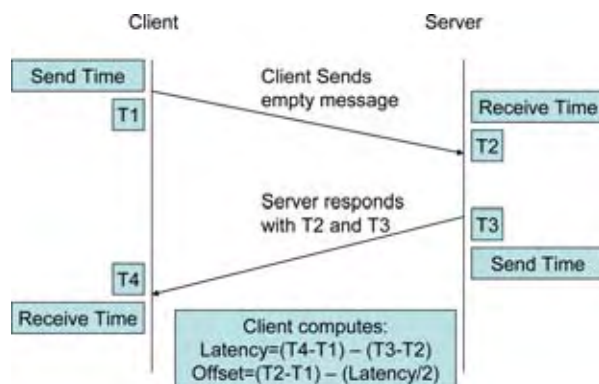 Client
Server
Send Time
Client Sends
empty message
T1
Receive Time
T2
Server responds
with T2 and T3
T3
T4
Send Time
Receive Time
Client computes:
Latency=(T4-T1) – (T3-T2)
Offset=(T2-T1) – (Latency/2)